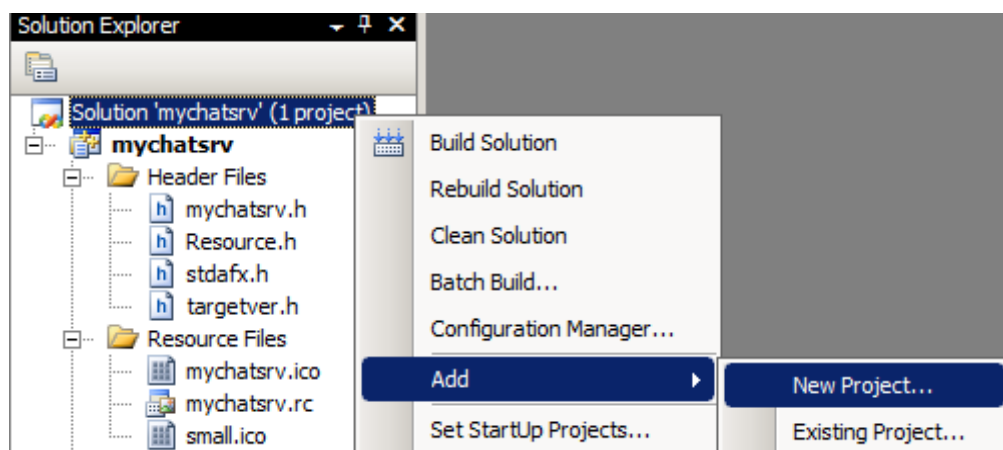 Solution Explorer
Solution 'mychatsrv' (1 project)
mychatsrv
Header Files
mychatsrv.h
Resource.h
stdafx.h
targetver.h
Resource Files
mychatsrv.ico
mychatsrv.rc
small.ico
Build Solution
Rebuild Solution
Clean Solution
Batch Build...
Configuration Manager...
Add
Set StartUp Projects...
New Project...
Existing Project...